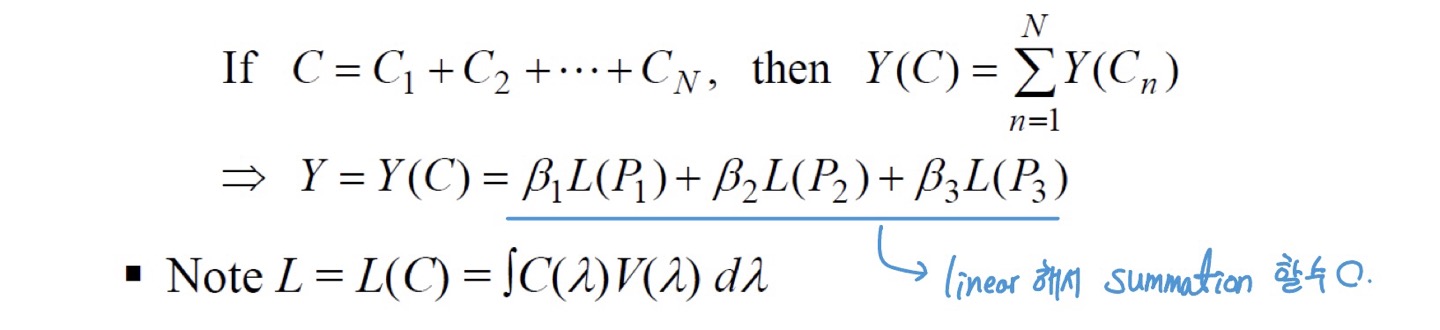 If C = C₁ + C₂ + ⋯ + C_N, then Y(C) = ∑_{n=1}^{N} Y(Cₙ)
⇒ Y = Y(C) = β₁L(P₁) + β₂L(P₂) + β₃L(P₃)
▪ Note L = L(C) = ∫C(λ)V(λ) dλ
linear 해서 summation 할수 O.